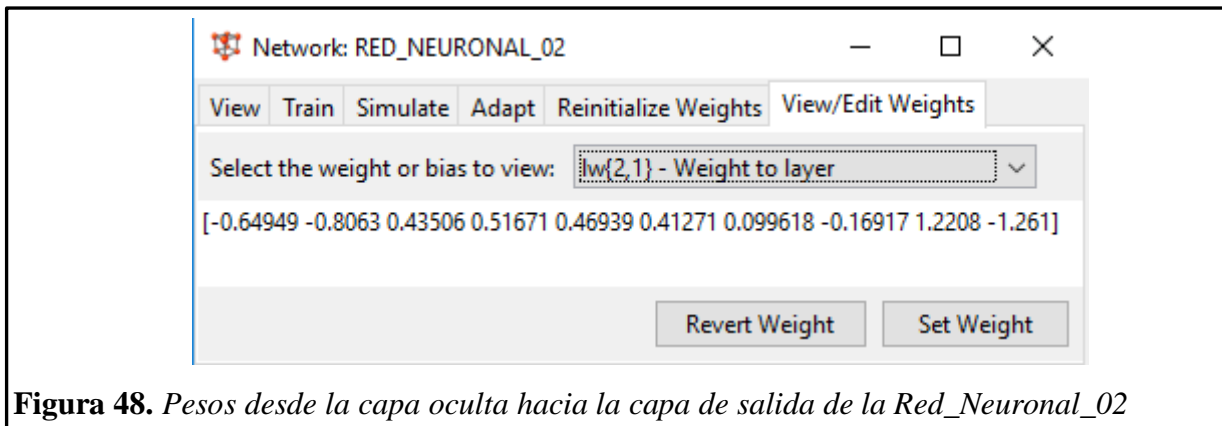 Network: RED_NEURONAL_02
View Train Simulate Adapt Reinitialize Weights View/Edit Weights
Select the weight or bias to view: lw{2,1} - Weight to layer
[-0.64949 -0.8063 0.43506 0.51671 0.46939 0.41271 0.099618 -0.16917 1.2208 -1.261]
Revert Weight Set Weight
Figura 48. Pesos desde la capa oculta hacia la capa de salida de la Red_Neuronal_02